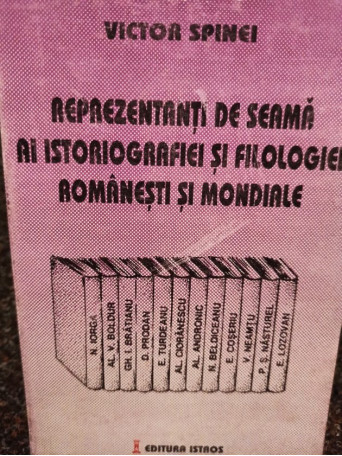 VICTOR SPINEI
REPREZENTANȚI DE SEAMĂ
AI ISTORIOGRAFIEI ȘI FILOLOGIEI
ROMÂNEȘTI ȘI MONDIALE
N. IORGA
AL. V. BOLDUR
GH. I. BRĂTIANU
D. PRODAN
E. TURDEANU
AL. CIORĂNESCU
AL. ANDRONIC
N. BELDICEANU
E. COȘERIU
V. NEAMȚU
P. Ș. NĂSTUREL
E. LOZOVAN
EDITURA ISTROS